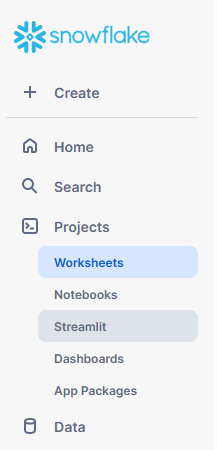 snowflake
Create
Home
Search
Projects
Worksheets
Notebooks
Streamlit
Dashboards
App Packages
Data